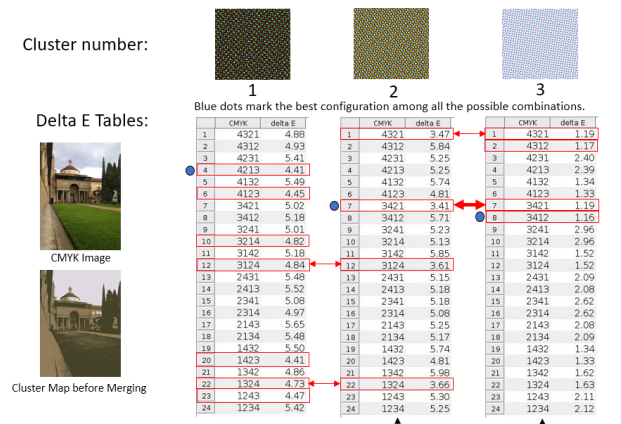 Cluster number:
1
2
3
Blue dots mark the best configuration among all the possible combinations.
Delta E Tables:
CMYK Image
Cluster Map before Merging
CMYK delta E
1 4321 4.88
2 4312 4.93
3 4231 5.41
4 4213 4.41
5 4132 5.49
6 4123 4.45
7 3421 5.02
8 3412 5.18
9 3241 5.01
10 3214 4.82
11 3142 5.18
12 3124 4.84
13 2431 5.48
14 2413 5.52
15 2341 5.08
16 2314 4.97
17 2143 5.65
18 2134 5.48
19 1432 5.50
20 1423 4.41
21 1342 4.86
22 1324 4.73
23 1243 4.47
24 1234 5.42
CMYK delta E
1 4321 3.47
2 4312 5.84
3 4231 5.25
4 4213 5.25
5 4132 5.74
6 4123 4.81
7 3421 3.41
8 3412 5.71
9 3241 5.23
10 3214 5.13
11 3142 5.85
12 3124 3.61
13 2431 5.15
14 2413 5.18
15 2341 5.18
16 2314 5.08
17 2143 5.25
18 2134 5.17
19 1432 5.74
20 1423 4.81
21 1342 5.98
22 1324 3.66
23 1243 5.30
24 1234 5.25
CMYK delta E
1 4321 1.19
2 4312 1.17
3 4231 2.40
4 4213 2.39
5 4132 1.34
6 4123 1.33
7 3421 1.19
8 3412 1.16
9 3241 2.96
10 3214 2.96
11 3142 1.52
12 3124 1.52
13 2431 2.09
14 2413 2.08
15 2341 2.62
16 2314 2.62
17 2143 2.08
18 2134 2.09
19 1432 1.34
20 1423 1.33
21 1342 1.62
22 1324 1.63
23 1243 2.11
24 1234 2.12